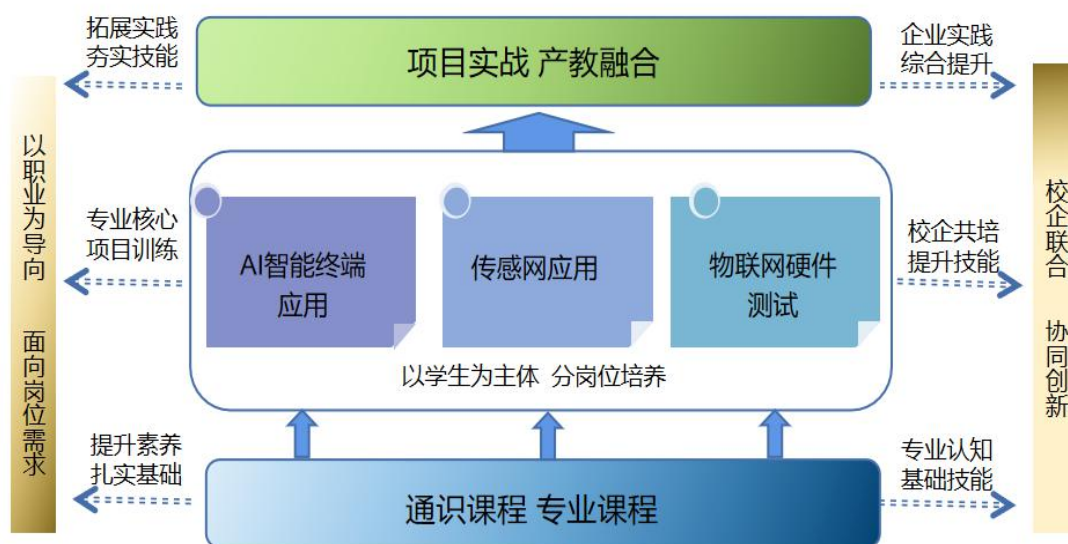 拓展实践
夯实技能
项目实战 产教融合
企业实践
综合提升
以职业为导向 面向岗位需求
专业核心
项目训练
AI智能终端
应用
传感网应用
物联网硬件
测试
校企共培
提升技能
校企联合 协同创新
以学生为主体 分岗位培养
提升素养
扎实基础
通识课程 专业课程
专业认知
基础技能